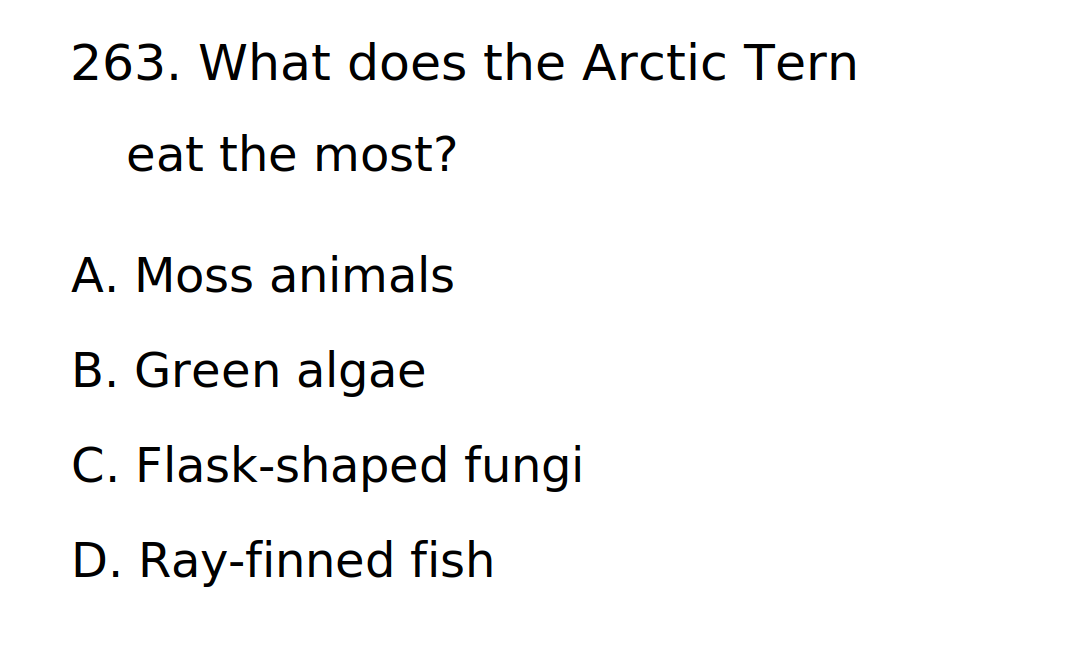 263. What does the Arctic Tern
eat the most?
A. Moss animals
B. Green algae
C. Flask-shaped fungi
D. Ray-finned fish